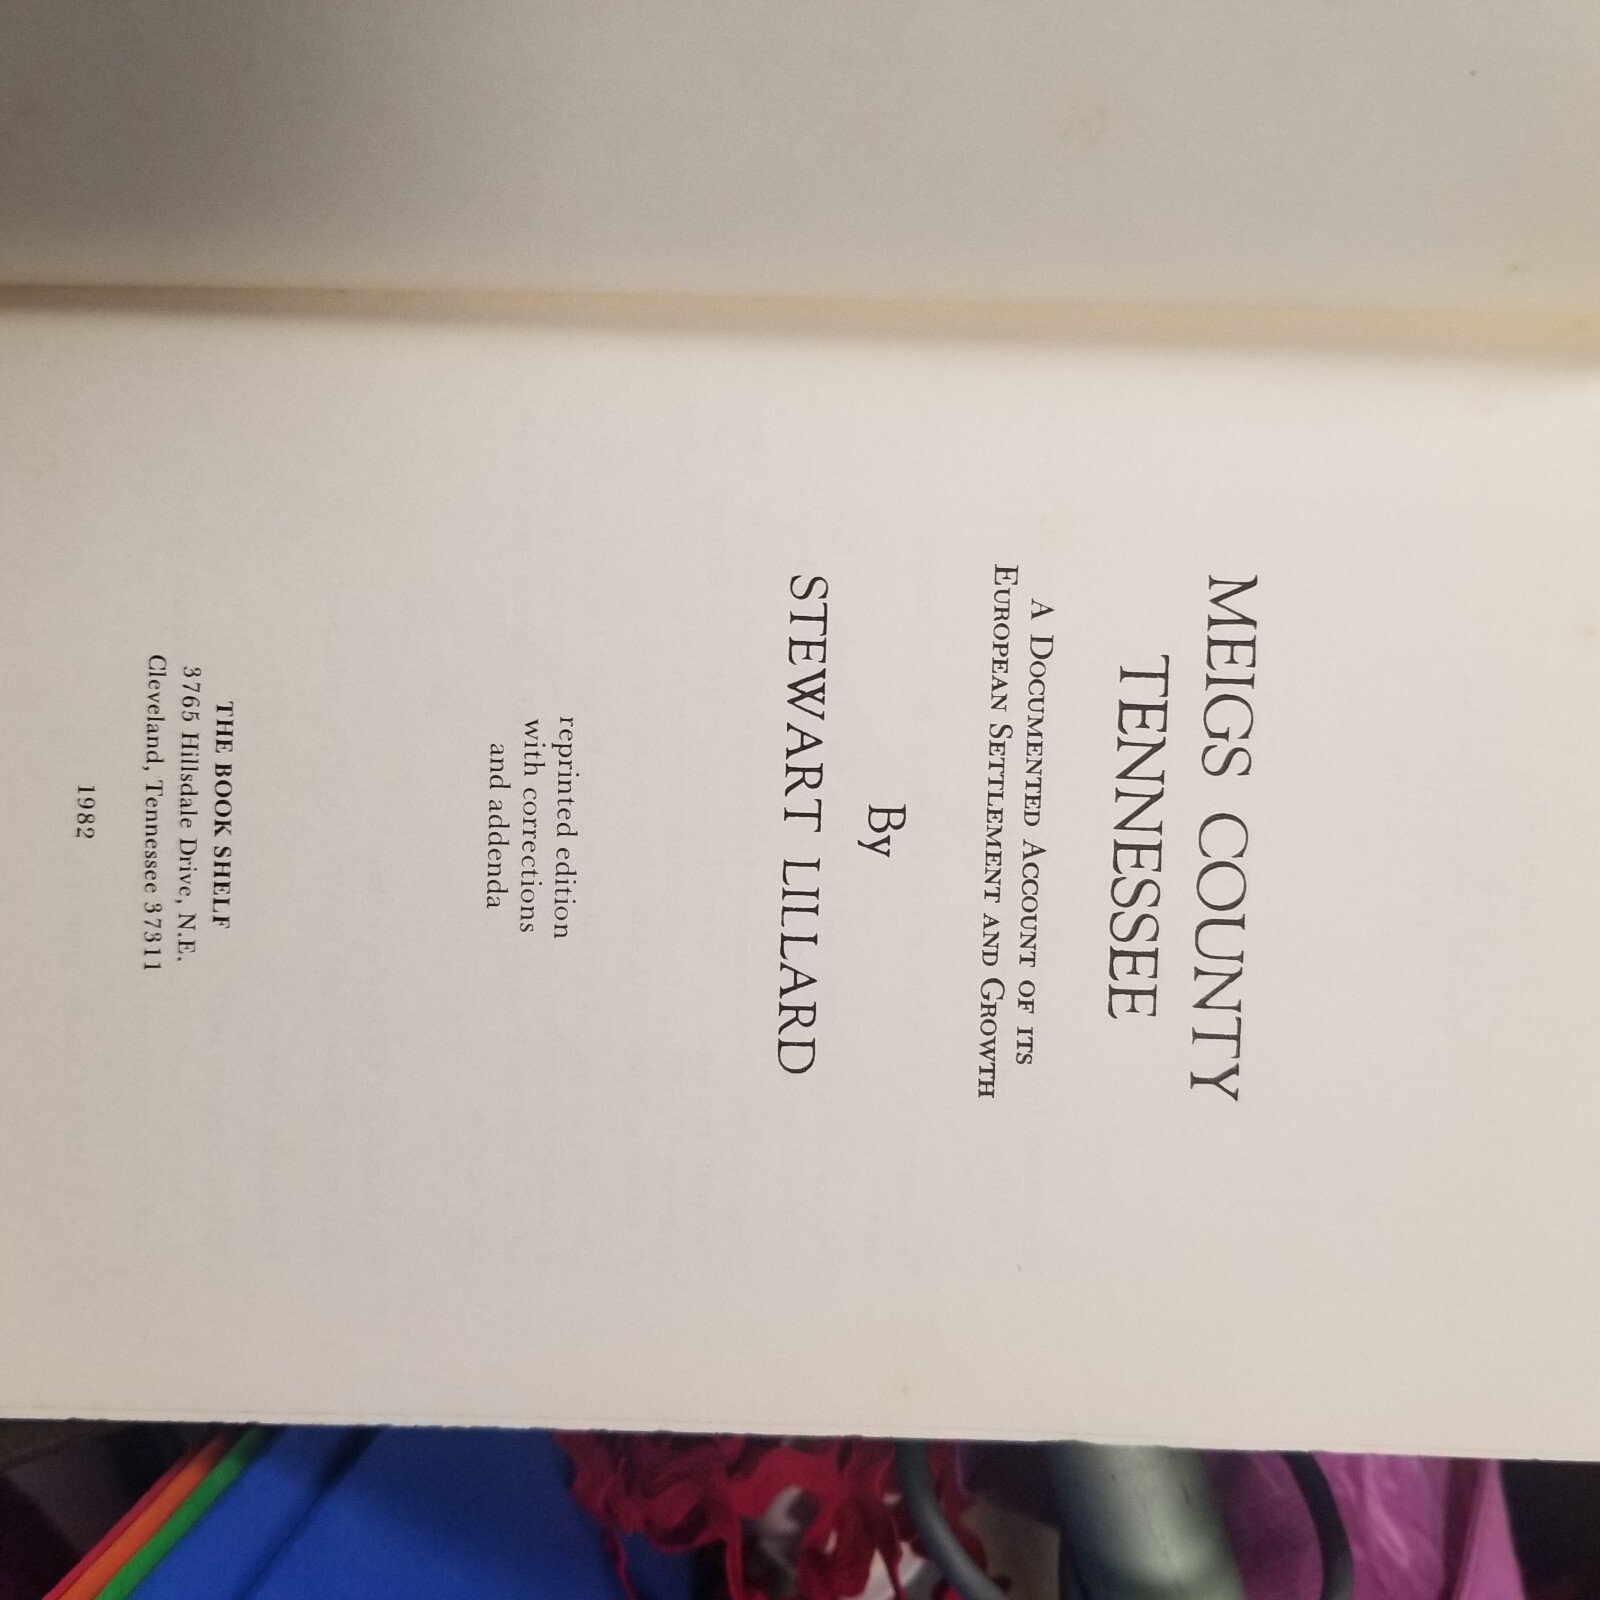 MEIGS COUNTY
TENNESSEE
A DOCUMENTED ACCOUNT OF ITS
EUROPEAN SETTLEMENT AND GROWTH
By
STEWART LILLARD
reprinted edition
with corrections
and addenda
THE BOOK SHELF
3765 Hillsdale Drive, N.E.
Cleveland, Tennessee 37311
1982